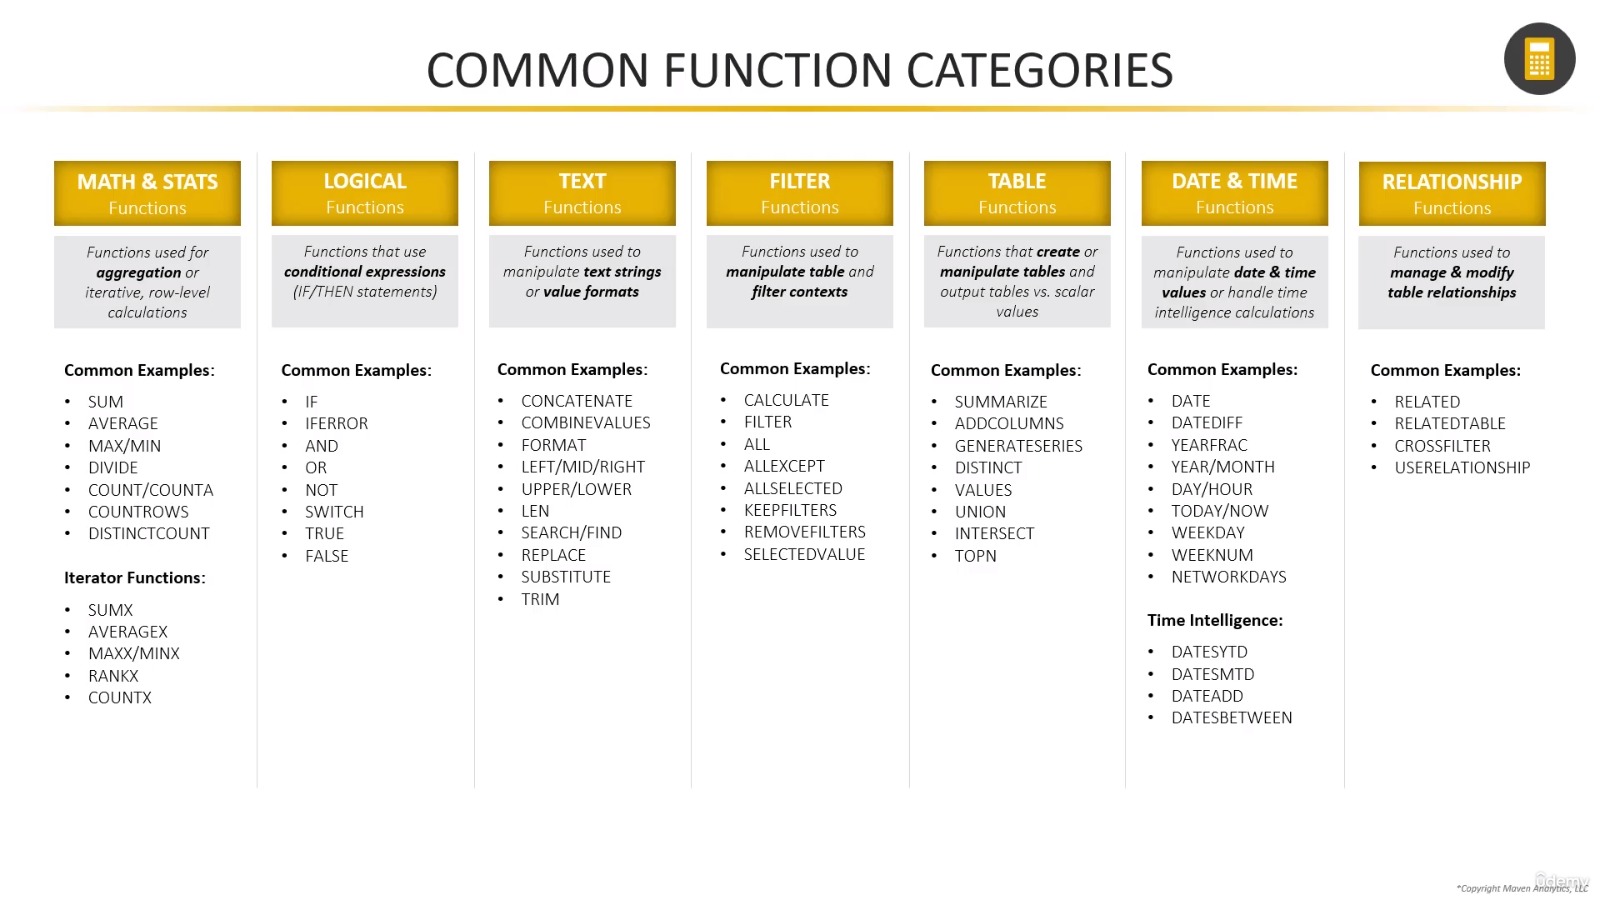 COMMON FUNCTION CATEGORIES
MATH & STATS
Functions
Functions used for
aggregation or
iterative, row-level
calculations
Common Examples:
• SUM
• AVERAGE
• MAX/MIN
• DIVIDE
• COUNT/COUNTA
• COUNTROWS
• DISTINCTCOUNT
Iterator Functions:
• SUMX
• AVERAGEX
• MAXX/MINX
• RANKX
• COUNTX
LOGICAL
Functions
Functions that use
conditional expressions
(IF/THEN statements)
Common Examples:
• IF
• IFERROR
• AND
• OR
• NOT
• SWITCH
• TRUE
• FALSE
TEXT
Functions
Functions used to
manipulate text strings
or value formats
Common Examples:
• CONCATENATE
• COMBINEVALUES
• FORMAT
• LEFT/MID/RIGHT
• UPPER/LOWER
• LEN
• SEARCH/FIND
• REPLACE
• SUBSTITUTE
• TRIM
FILTER
Functions
Functions used to
manipulate table and
filter contexts
Common Examples:
• CALCULATE
• FILTER
• ALL
• ALLEXCEPT
• ALLSELECTED
• KEEPFILTERS
• REMOVEFILTERS
• SELECTEDVALUE
TABLE
Functions
Functions that create or
manipulate tables and
output tables vs. scalar
values
Common Examples:
• SUMMARIZE
• ADDCOLUMNS
• GENERATESERIES
• DISTINCT
• VALUES
• UNION
• INTERSECT
• TOPN
DATE & TIME
Functions
Functions used to
manipulate date & time
values or handle time
intelligence calculations
Common Examples:
• DATE
• DATEDIFF
• YEARFRAC
• YEAR/MONTH
• DAY/HOUR
• TODAY/NOW
• WEEKDAY
• WEEKNUM
• NETWORKDAYS
Time Intelligence:
• DATESYTD
• DATESMTD
• DATEADD
• DATESBETWEEN
RELATIONSHIP
Functions
Functions used to
manage & modify
table relationships
Common Examples:
• RELATED
• RELATEDTABLE
• CROSSFILTER
• USERELATIONSHIP
ûdemy
*Copyright Maven Analytics, LLC